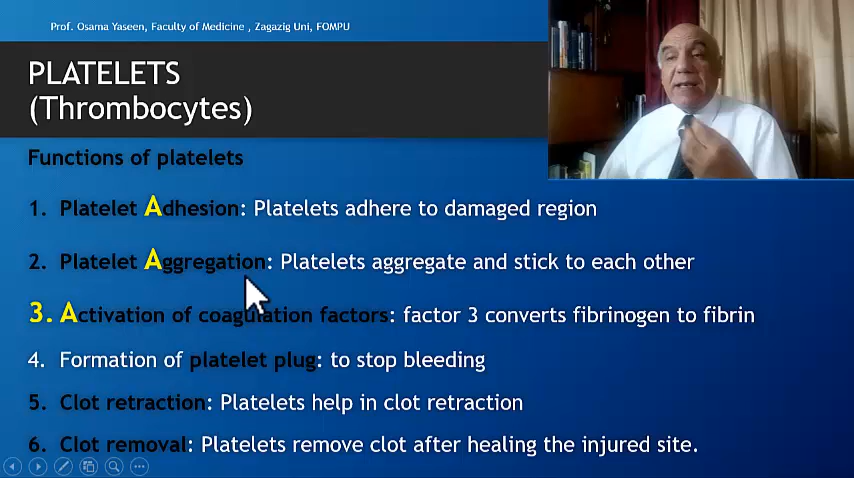 Prof. Osama Yaseen, Faculty of Medicine , Zagazig Uni, FOMPU
PLATELETS
(Thrombocytes)
Functions of platelets
1. Platelet Adhesion: Platelets adhere to damaged region
2. Platelet Aggregation: Platelets aggregate and stick to each other
3. Activation of coagulation factors: factor 3 converts fibrinogen to fibrin
4. Formation of platelet plug: to stop bleeding
5. Clot retraction: Platelets help in clot retraction
6. Clot removal: Platelets remove clot after healing the injured site.